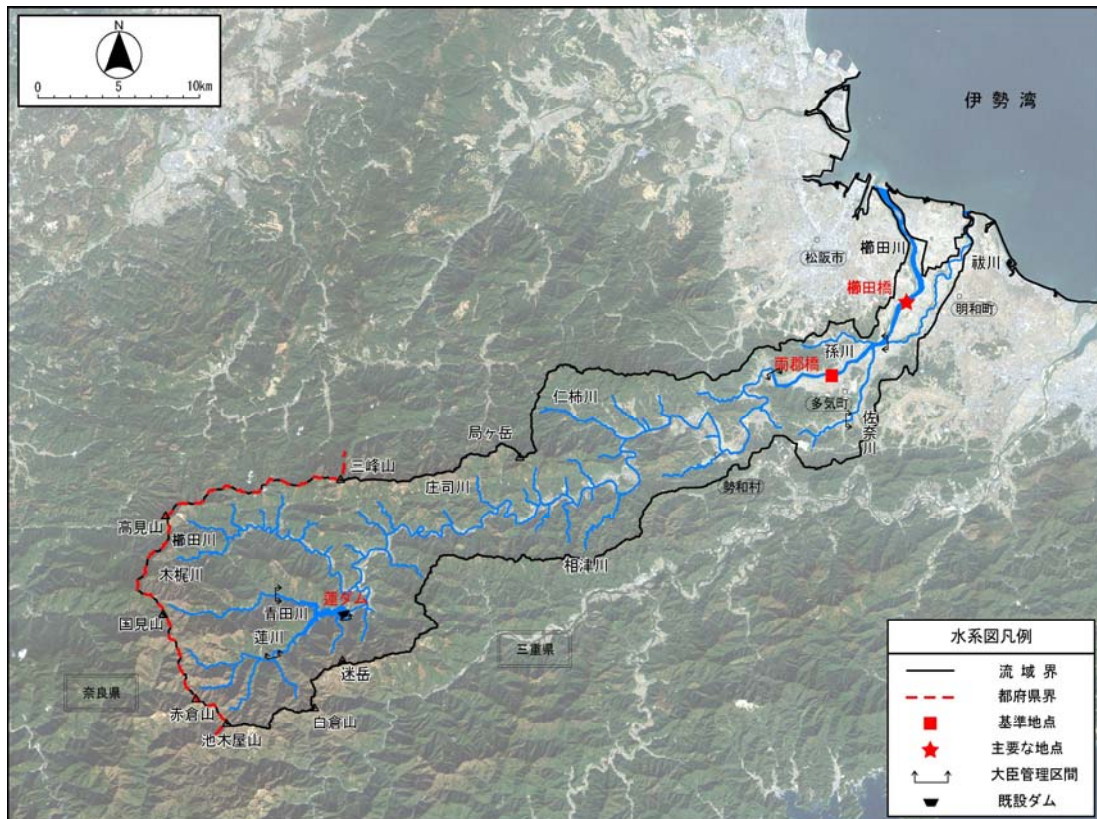 N
0 5 10km
伊勢湾
松阪市
櫛田川
祓川
櫛田橋
明和町
孫川
両郡橋
多気町
佐奈川
仁柿川
局ヶ岳
三峰山
庄司川
勢和村
高見山
櫛田川
木梶川
相津川
蓮ダム
青田川
国見山
蓮川
三重県
迷岳
奈良県
赤倉山
白倉山
池木屋山
水系図凡例
流域界
都府県界
基準地点
主要な地点
大臣管理区間
既設ダム